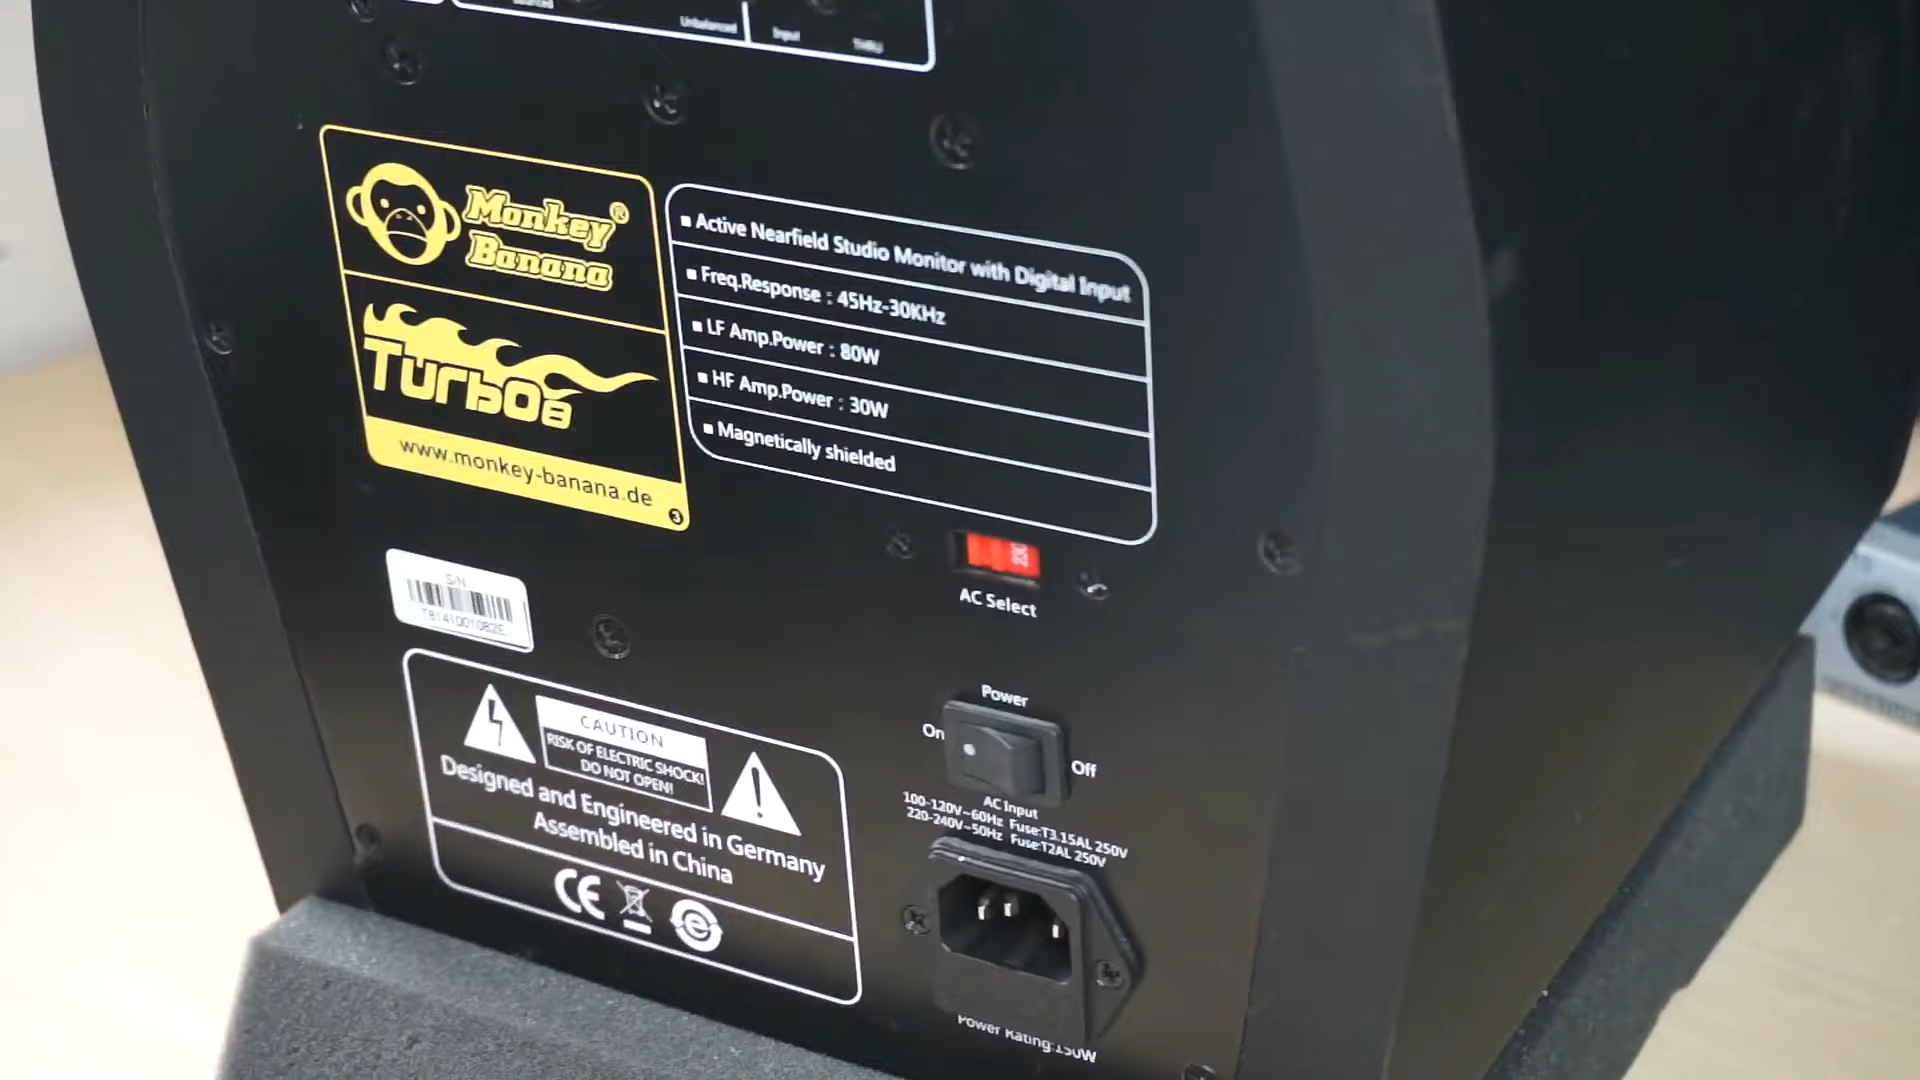 Unbalanced
Input
THRU
Monkey®
Banana
Turbo8
www.monkey-banana.de
3
▪ Active Nearfield Studio Monitor with Digital Input
▪ Freq.Response : 45Hz-30KHz
▪ LF Amp.Power : 80W
▪ HF Amp.Power : 30W
▪ Magnetically shielded
AC Select
S/N
CAUTION
RISK OF ELECTRIC SHOCK!
DO NOT OPEN!
Designed and Engineered in Germany
Assembled in China
CE
Power
On
Off
AC Input
100-120V~60Hz Fuse:T3.15AL 250V
220-240V~50Hz Fuse:T2AL 250V
Power Rating:150W